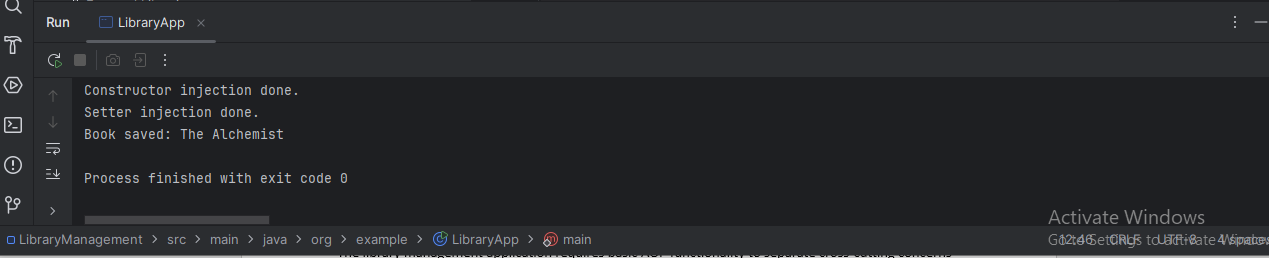 Run LibraryApp
Constructor injection done.
Setter injection done.
Book saved: The Alchemist
Process finished with exit code 0
Activate Windows
Go to Settings to activate Windows.
LibraryManagement > src > main > java > org > example > LibraryApp > main
12:46 CRLF UTF-8 4 spaces